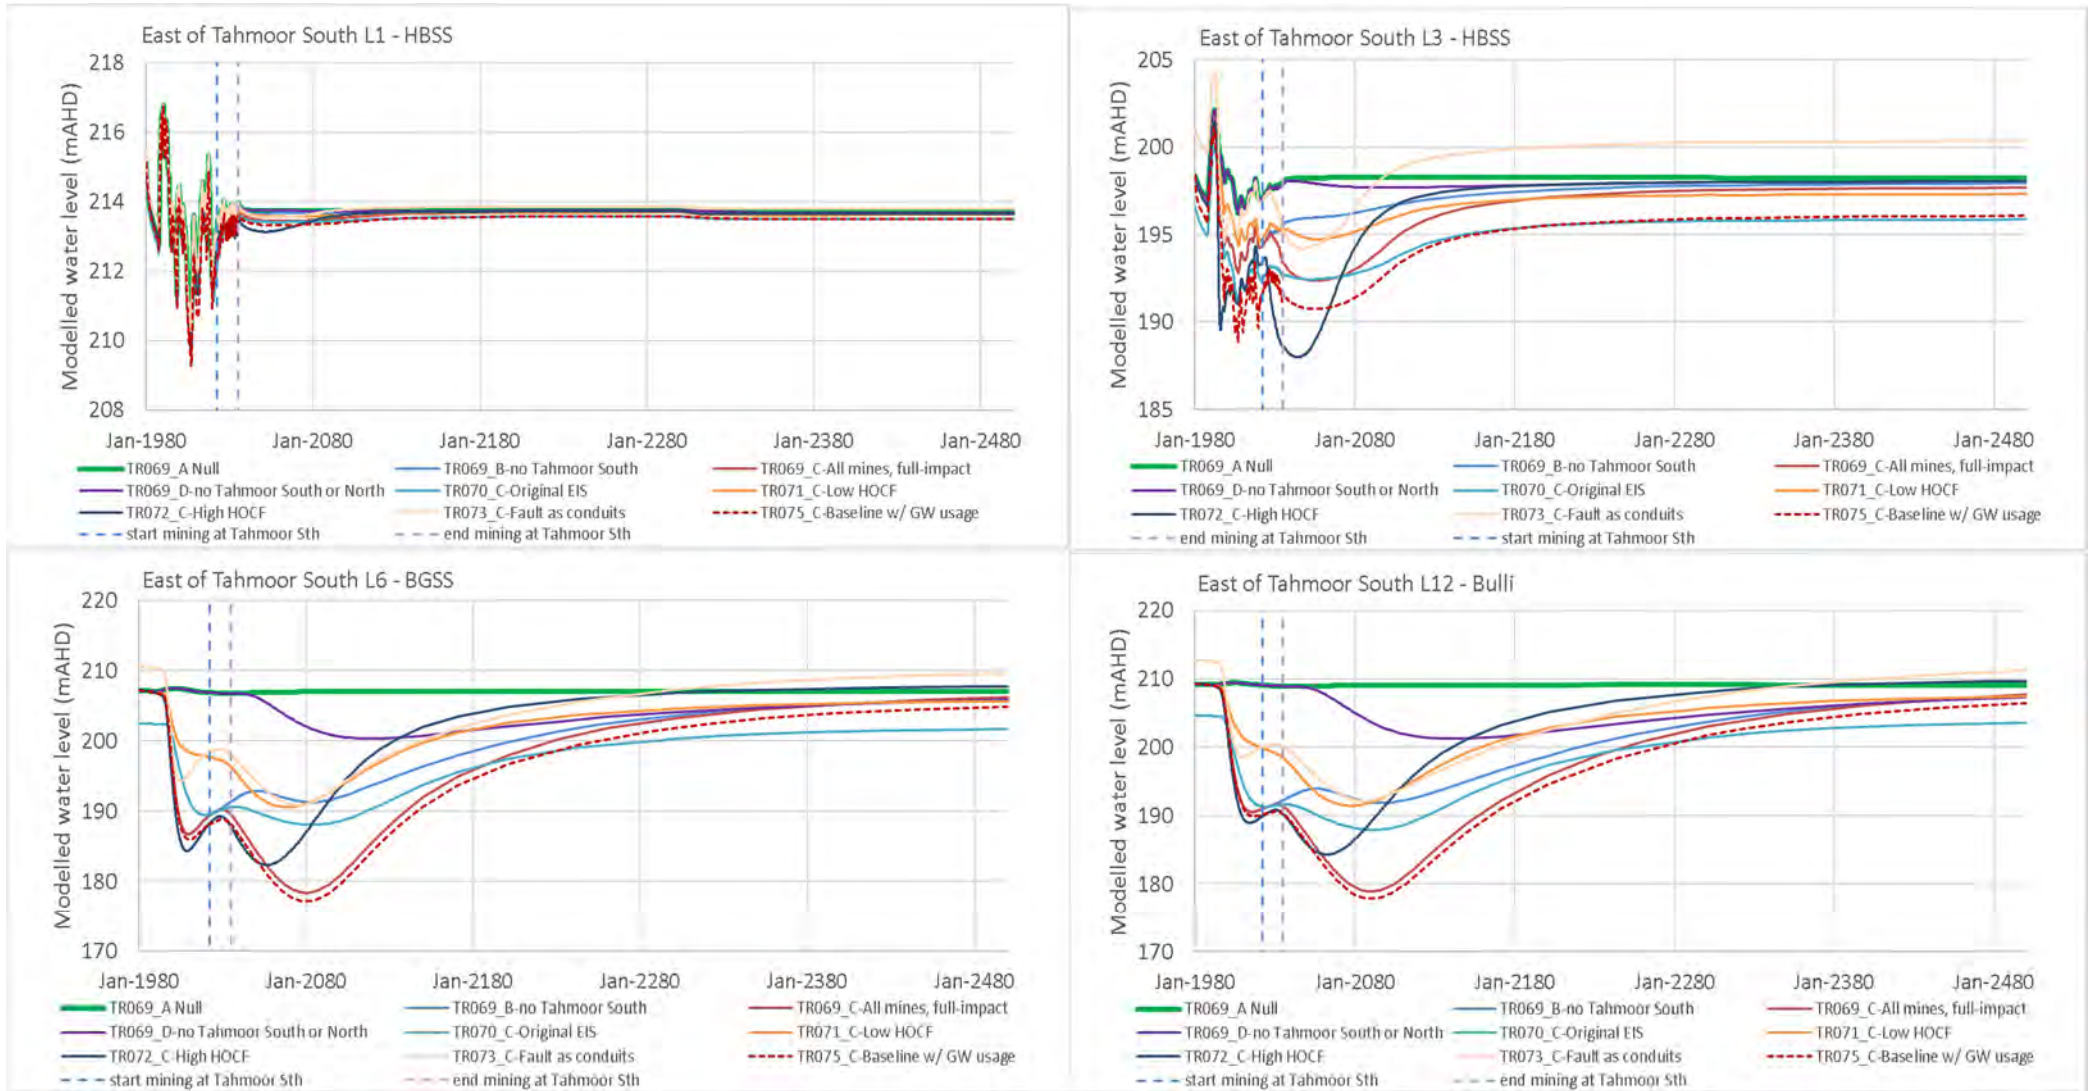 East of Tahmoor South L1 - HBSS
Modelled water level (mAHD)
218
216
214
212
210
208
Jan-1980 Jan-2080 Jan-2180 Jan-2280 Jan-2380 Jan-2480
TR069_A Null TR069_B-no Tahmoor South TR069_C-All mines, full-impact
TR069_D-no Tahmoor South or North TR070_C-Original EIS TR071_C-Low HOCF
TR072_C-High HOCF TR073_C-Fault as conduits TR075_C-Baseline w/ GW usage
start mining at Tahmoor Sth end mining at Tahmoor Sth
East of Tahmoor South L3 - HBSS
Modelled water level (mAHD)
205
200
195
190
185
Jan-1980 Jan-2080 Jan-2180 Jan-2280 Jan-2380 Jan-2480
TR069_A Null TR069_B-no Tahmoor South TR069_C-All mines, full-impact
TR069_D-no Tahmoor South or North TR070_C-Original EIS TR071_C-Low HOCF
TR072_C-High HOCF TR073_C-Fault as conduits TR075_C-Baseline w/ GW usage
end mining at Tahmoor Sth start mining at Tahmoor Sth
East of Tahmoor South L6 - BGSS
Modelled water level (mAHD)
220
210
200
190
180
170
Jan-1980 Jan-2080 Jan-2180 Jan-2280 Jan-2380 Jan-2480
TR069_A Null TR069_B-no Tahmoor South TR069_C-All mines, full-impact
TR069_D-no Tahmoor South or North TR070_C-Original EIS TR071_C-Low HOCF
TR072_C-High HOCF TR073_C-Fault as conduits TR075_C-Baseline w/ GW usage
start mining at Tahmoor Sth end mining at Tahmoor Sth
East of Tahmoor South L12 - Bulli
Modelled water level (mAHD)
220
210
200
190
180
170
Jan-1980 Jan-2080 Jan-2180 Jan-2280 Jan-2380 Jan-2480
TR069_A Null TR069_B-no Tahmoor South TR069_C-All mines, full-impact
TR069_D-no Tahmoor South or North TR070_C-Original EIS TR071_C-Low HOCF
TR072_C-High HOCF TR073_C-Fault as conduits TR075_C-Baseline w/ GW usage
start mining at Tahmoor Sth end mining at Tahmoor Sth